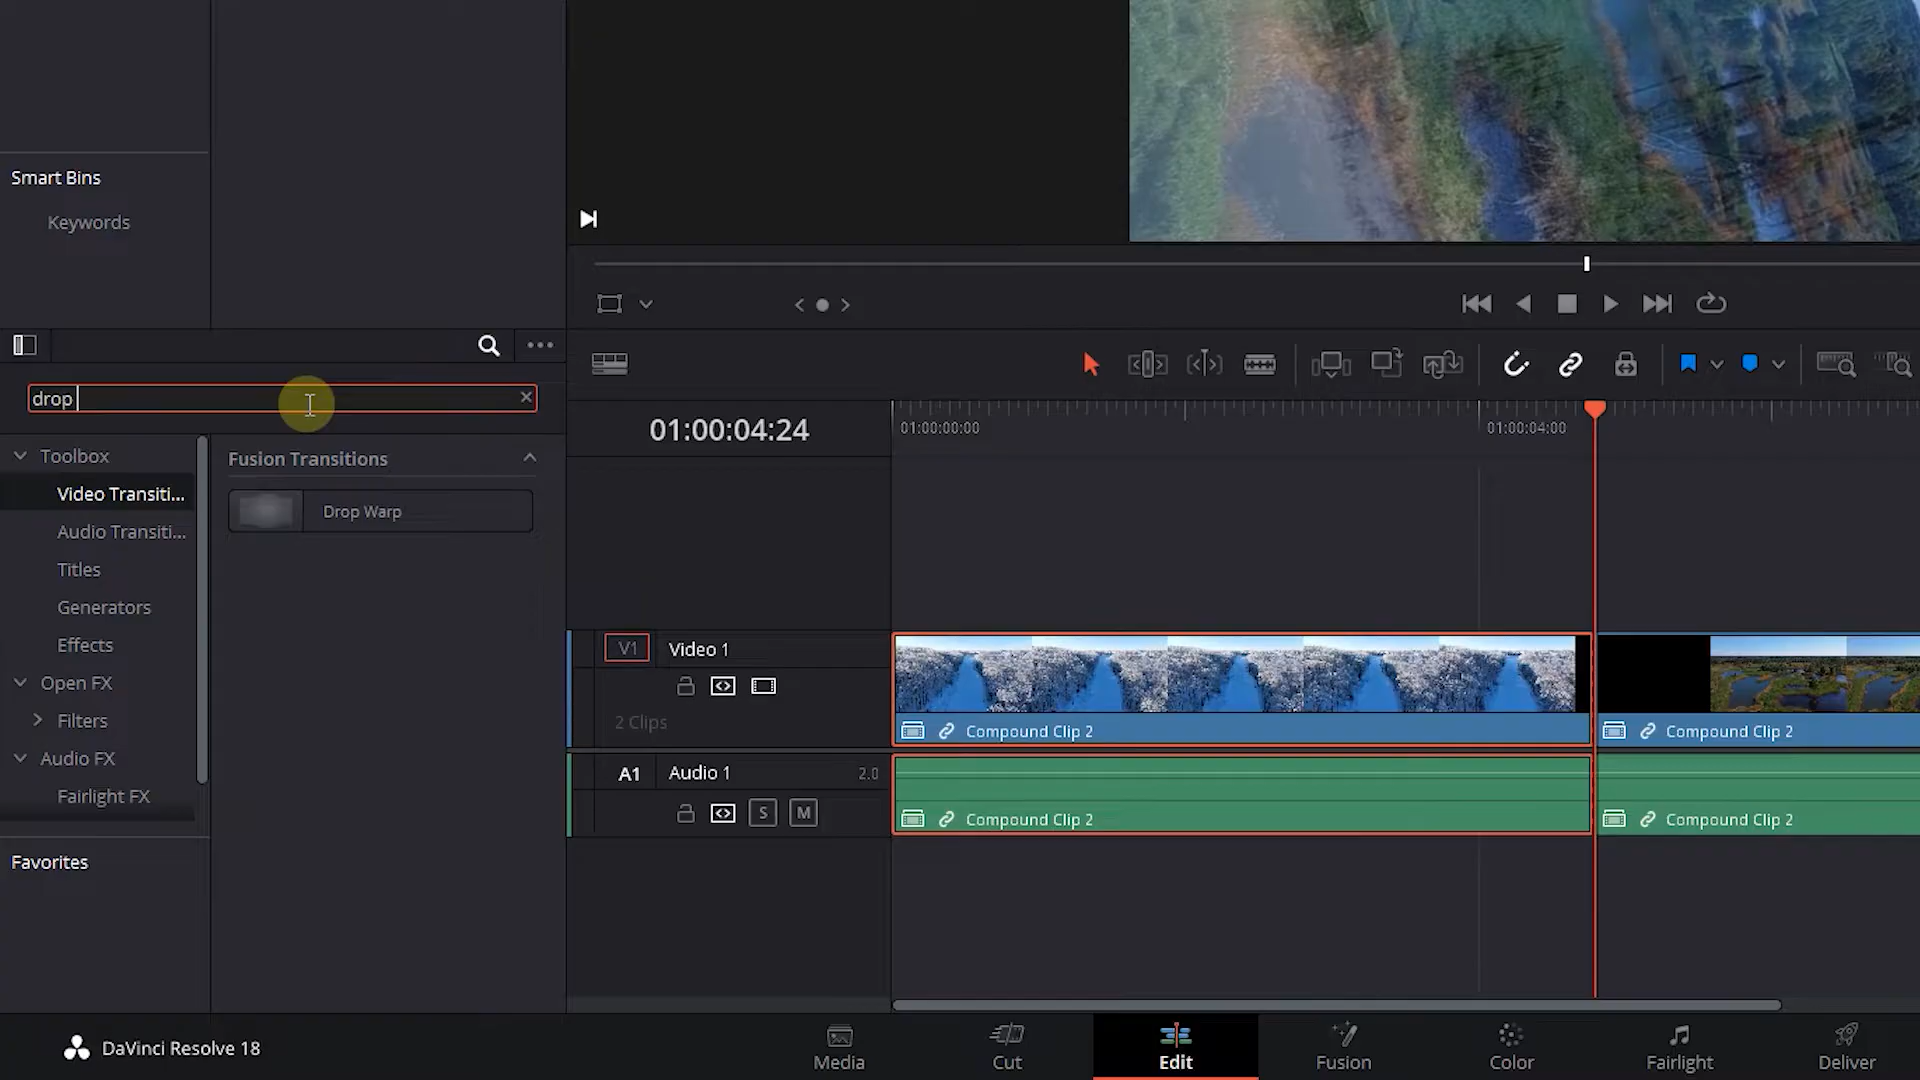 Smart Bins
Keywords
drop
Toolbox
Video Transiti...
Audio Transiti...
Titles
Generators
Effects
Open FX
Filters
Audio FX
Fairlight FX
Favorites
Fusion Transitions
Drop Warp
01:00:04:24
01:00:00:00
01:00:04:00
V1
Video 1
2 Clips
Compound Clip 2
Compound Clip 2
A1
Audio 1
2.0
S
M
Compound Clip 2
Compound Clip 2
DaVinci Resolve 18
Media
Cut
Edit
Fusion
Color
Fairlight
Deliver